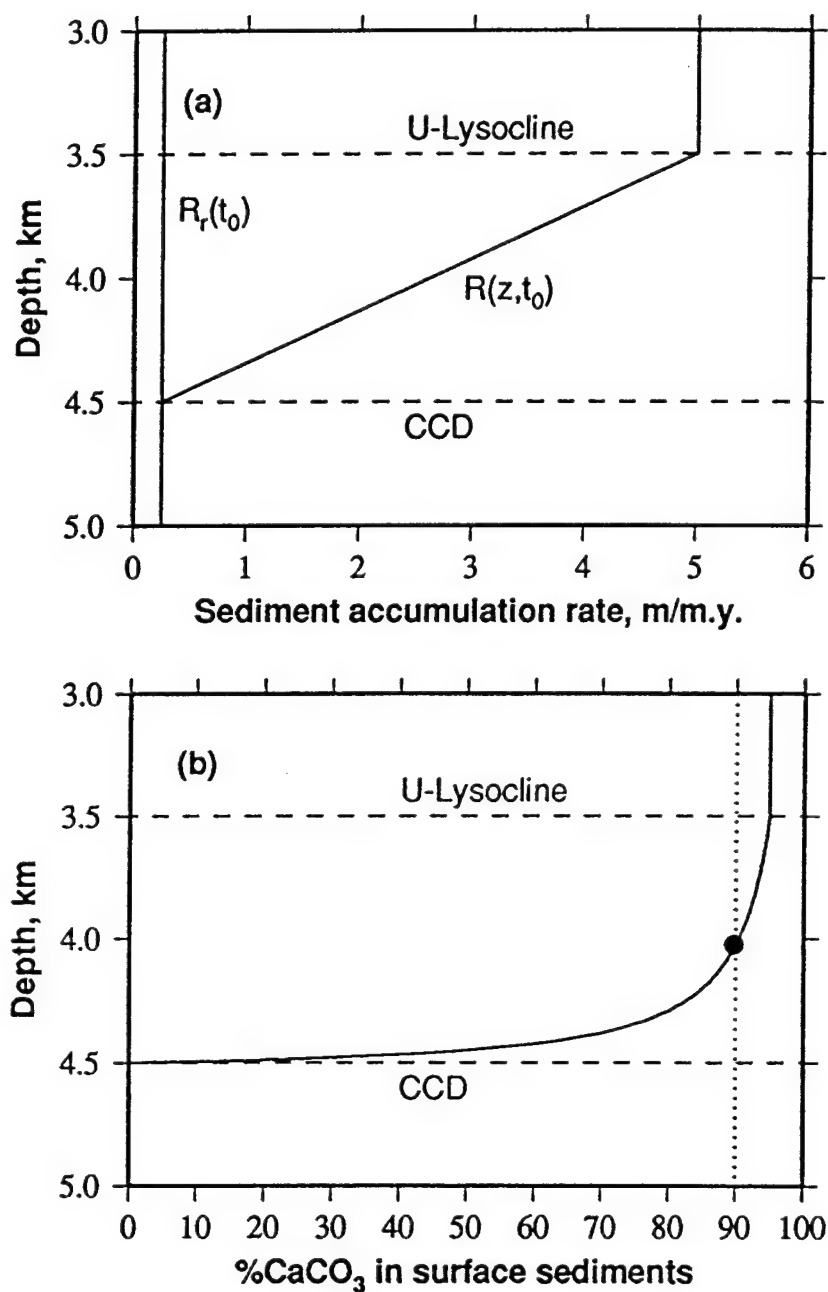 3.0
(a)
U-Lysocline
3.5
R_r(t_0)
Depth, km
4.0
R(z,t_0)
4.5
CCD
5.0
0 1 2 3 4 5 6
Sediment accumulation rate, m/m.y.
3.0
(b)
U-Lysocline
3.5
Depth, km
4.0
4.5
CCD
5.0
0 10 20 30 40 50 60 70 80 90 100
%CaCO₃ in surface sediments